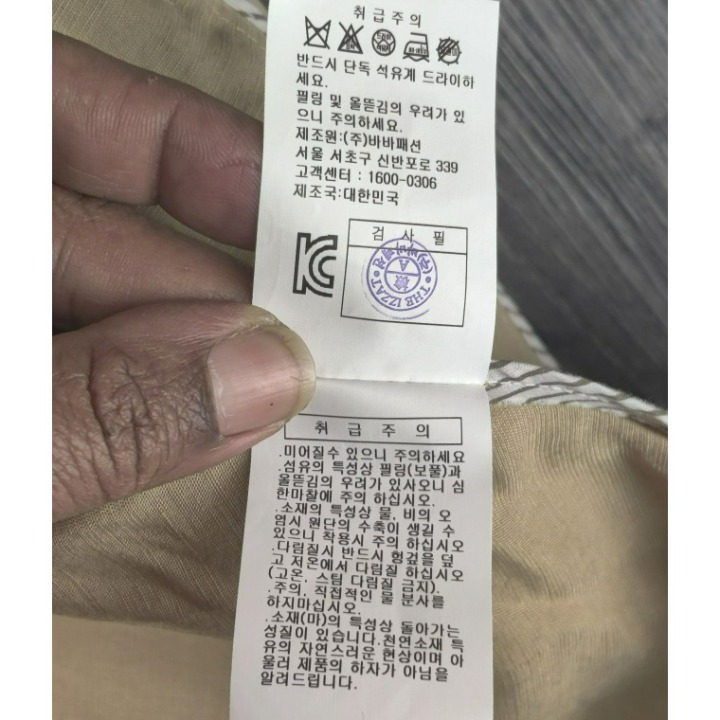 취급주의
반드시 단독 석유계 드라이하
세요.
필링 및 올뜯김의 우려가 있
으니 주의하세요.
제조원:(주)바바패션
서울 서초구 신반포로 339
고객센터 : 1600-0306
제조국:대한민국
검 사 필
THE IZZAT
취 급 주 의
.미어질수 있으니 주의하세요
.섬유의 특성상 필링(보풀)과
올뜯김의 우려가 있사오니 심
한마찰에 주의 하십시오.
.소재의 특성상 물, 비의 오
염시 원단의 수축이 생길 수
있으니 착용시 주의 하십시오
.다림질시 반드시 헝겊을 덮
고 저온에서 다림질 하십시오
(고온, 스팀 다림질 금지).
.주의, 직접적인 물 분사를
하지마십시오.
.소재(마)의 특성상 돌아가는
성질이 있습니다.천연소재 특
유의 자연스러운 현상이며 아
울러 제품의 하자가 아님을
알려드립니다.